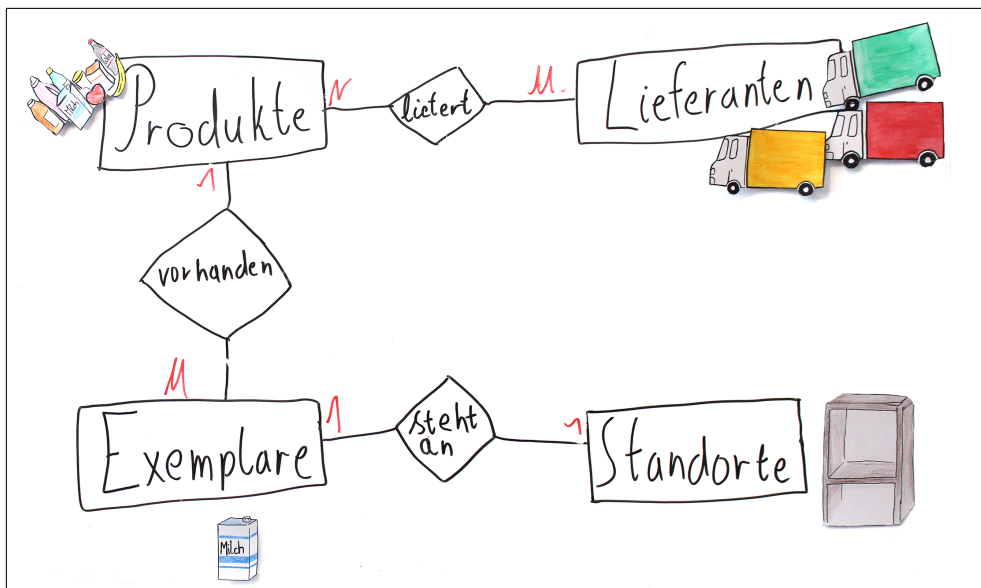 Produkte
N
liefert
M
Lieferanten
Milch
1
vorhanden
M
Exemplare
1
steht
an
1
Standorte
Milch